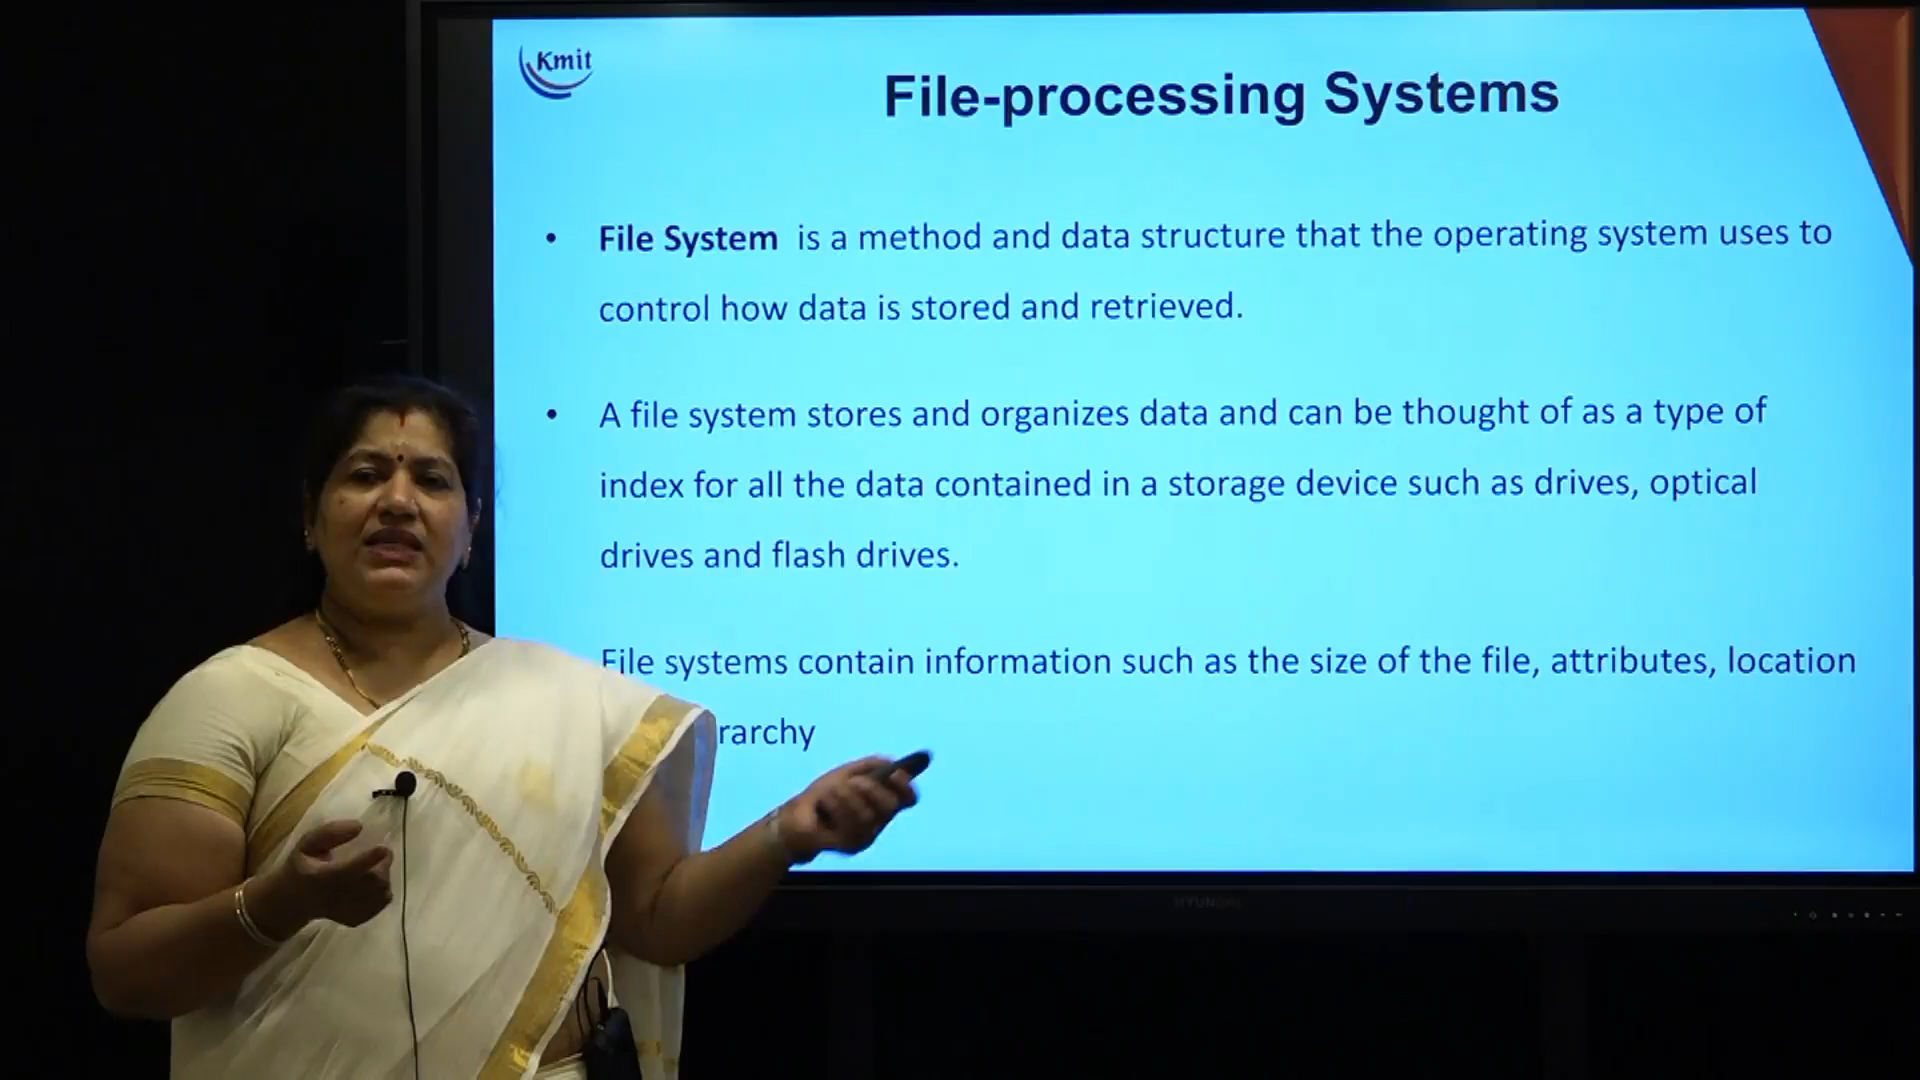 Kmit
File-processing Systems
• File System is a method and data structure that the operating system uses to
control how data is stored and retrieved.
• A file system stores and organizes data and can be thought of as a type of
index for all the data contained in a storage device such as drives, optical
drives and flash drives.
File systems contain information such as the size of the file, attributes, location
rarchy
HYUNDAI